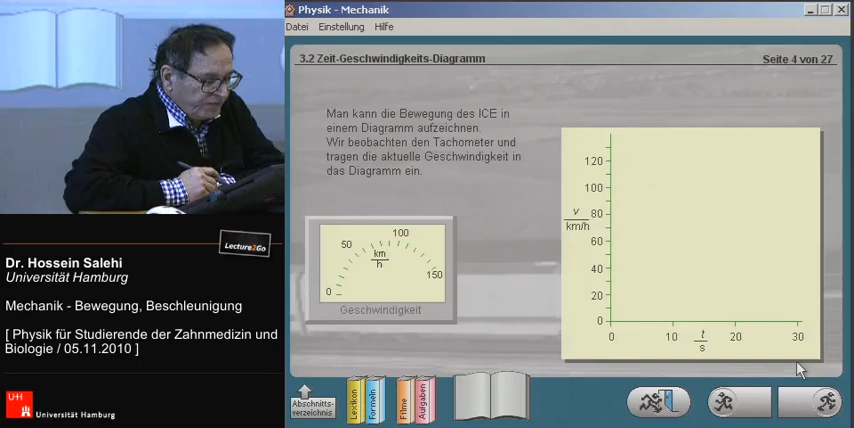 Physik - Mechanik
Datei Einstellung Hilfe
3.2 Zeit-Geschwindigkeits-Diagramm
Seite 4 von 27
Man kann die Bewegung des ICE in
einem Diagramm aufzeichnen.
Wir beobachten den Tachometer und
tragen die aktuelle Geschwindigkeit in
das Diagramm ein.
0
50
100
150
km
h
Geschwindigkeit
v
km/h
120
100
80
60
40
20
0
0 10 20 30
t
s
Abschnitts-
verzeichnis
Lexikon
Formeln
Filme
Aufgaben
Lecture2Go
Dr. Hossein Salehi
Universität Hamburg
Mechanik - Bewegung, Beschleunigung
[ Physik für Studierende der Zahnmedizin und
Biologie / 05.11.2010 ]
UHH
Universität Hamburg